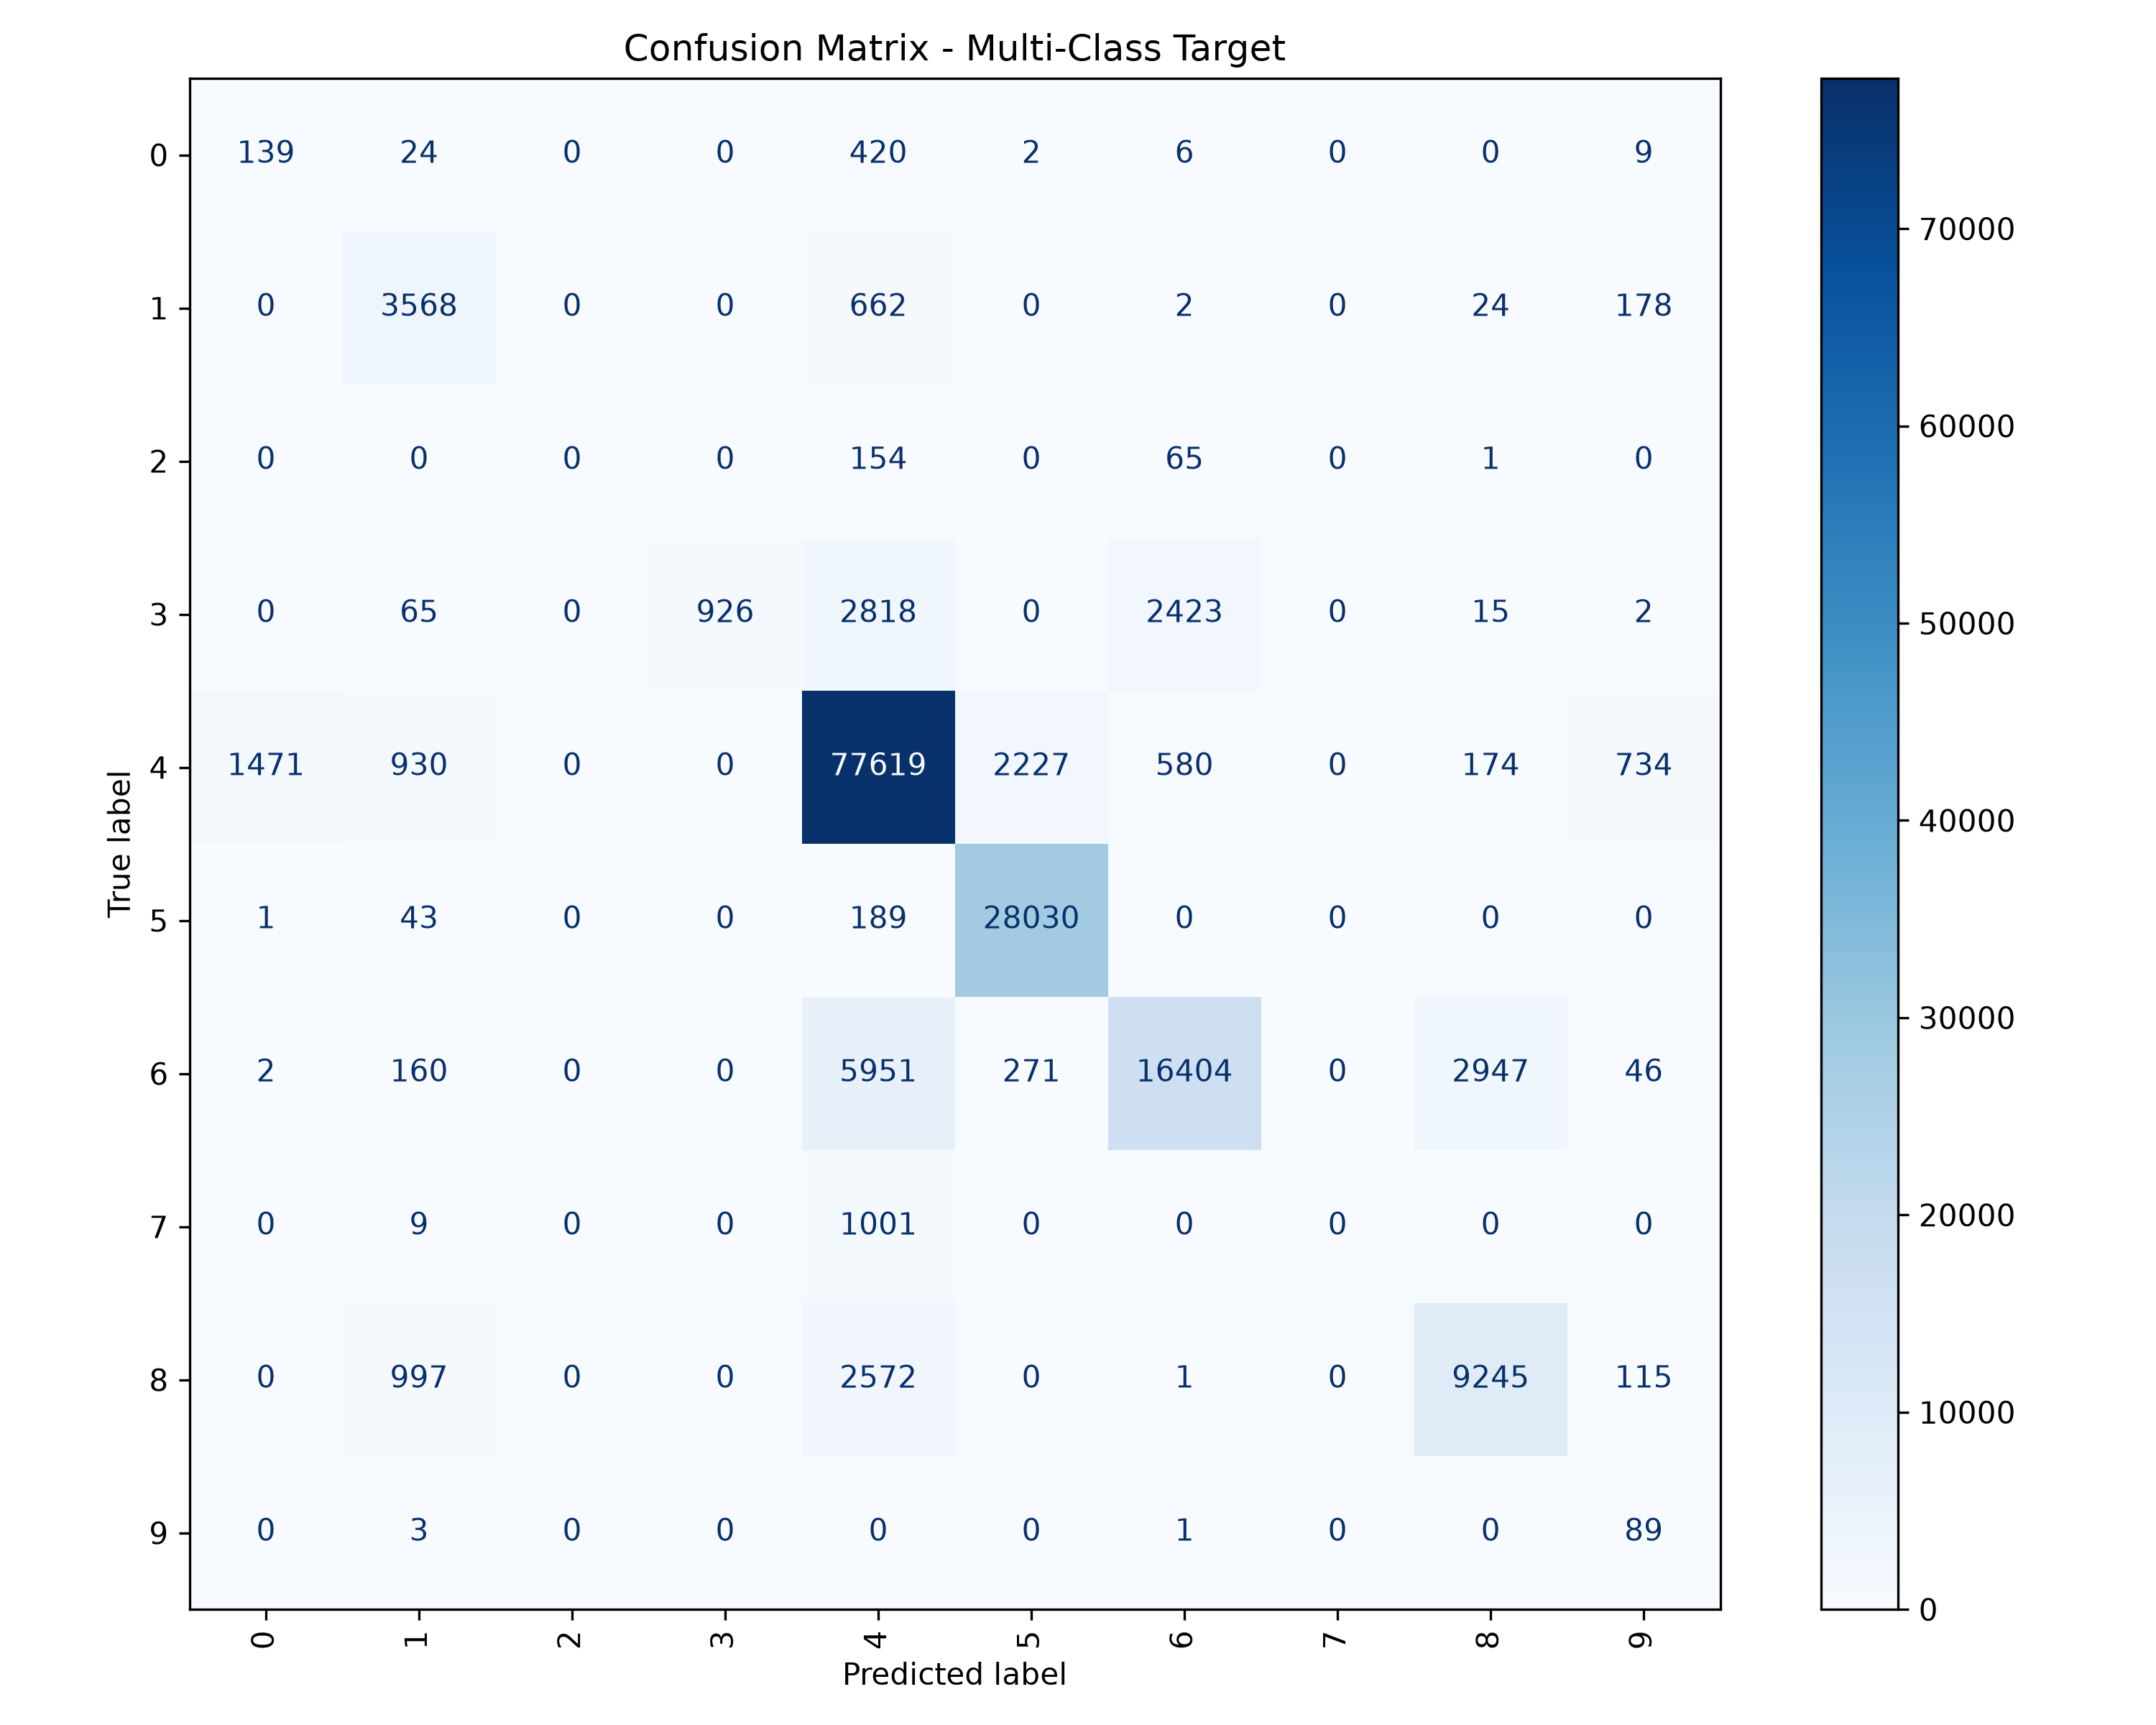 Confusion Matrix - Multi-Class Target
0 139 24 0 0 420 2 6 0 0 9
1 0 3568 0 0 662 0 2 0 24 178
2 0 0 0 0 154 0 65 0 1 0
3 0 65 0 926 2818 0 2423 0 15 2
4 1471 930 0 0 77619 2227 580 0 174 734
5 1 43 0 0 189 28030 0 0 0 0
6 2 160 0 0 5951 271 16404 0 2947 46
7 0 9 0 0 1001 0 0 0 0 0
8 0 997 0 0 2572 0 1 0 9245 115
9 0 3 0 0 0 0 1 0 0 89
0 1 2 3 4 5 6 7 8 9
Predicted label
True label
70000
60000
50000
40000
30000
20000
10000
0